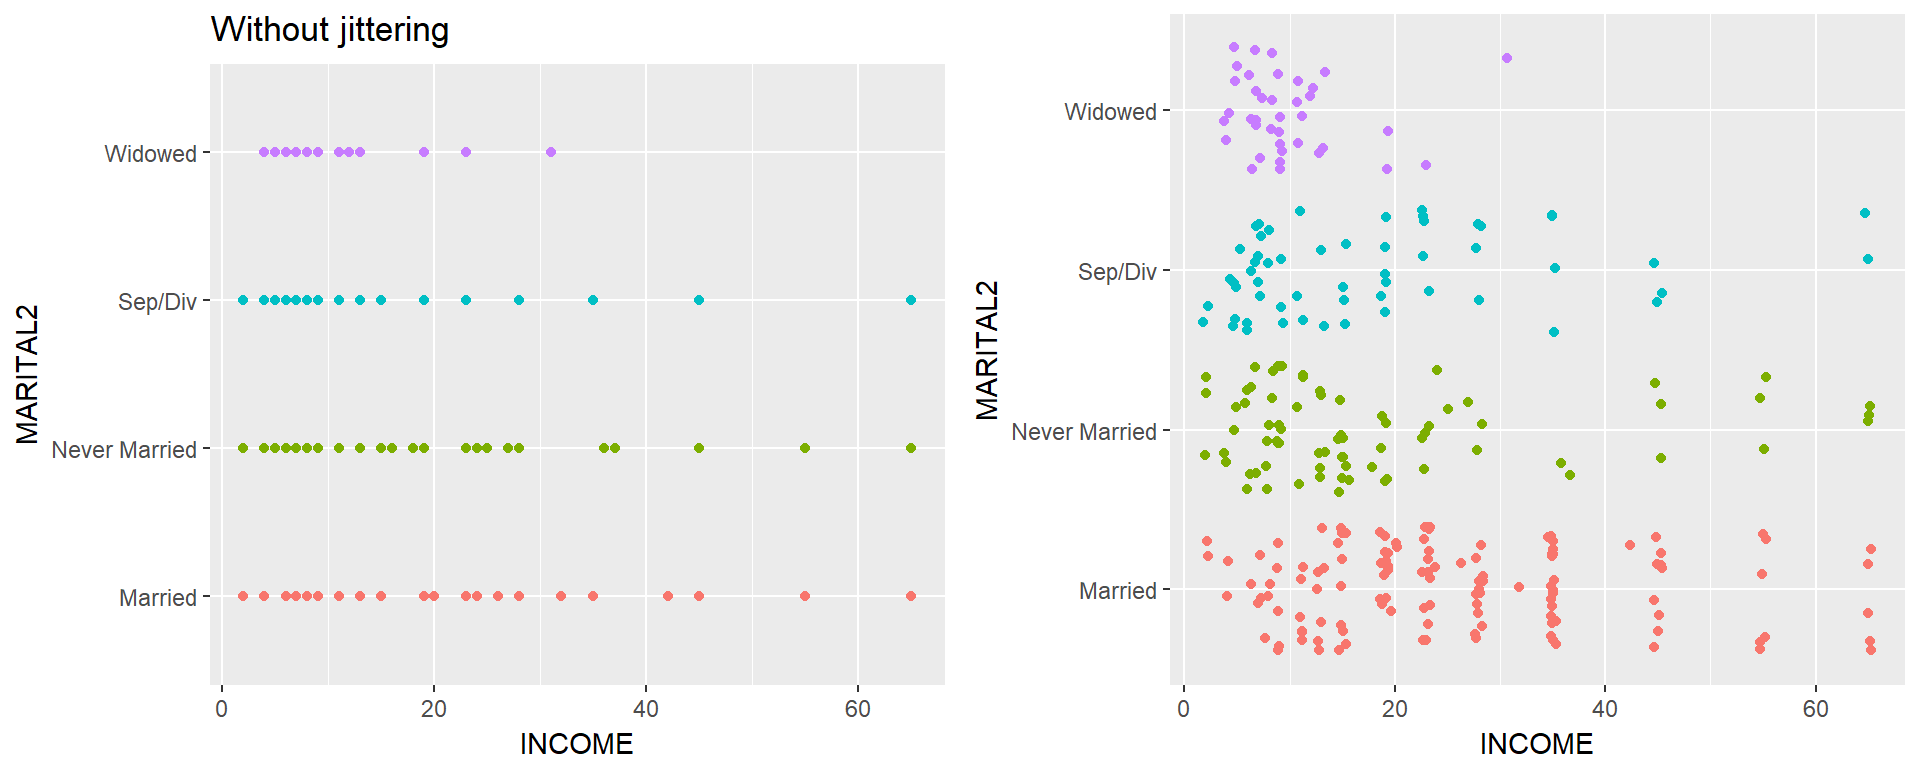 Without jittering
MARITAL2
Widowed
Sep/Div
Never Married
Married
0 20 40 60
INCOME
MARITAL2
Widowed
Sep/Div
Never Married
Married
0 20 40 60
INCOME